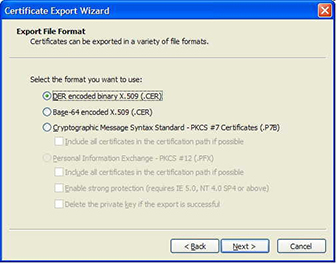 Certificate Export Wizard
Export File Format
Certificates can be exported in a variety of file formats.
Select the format you want to use:
DER encoded binary X.509 (.CER)
Base-64 encoded X.509 (.CER)
Cryptographic Message Syntax Standard - PKCS #7 Certificates (.P7B)
Include all certificates in the certification path if possible
Personal Information Exchange - PKCS #12 (.PFX)
Include all certificates in the certification path if possible
Enable strong protection (requires IE 5.0, NT 4.0 SP4 or above)
Delete the private key if the export is successful
< Back
Next >
Cancel